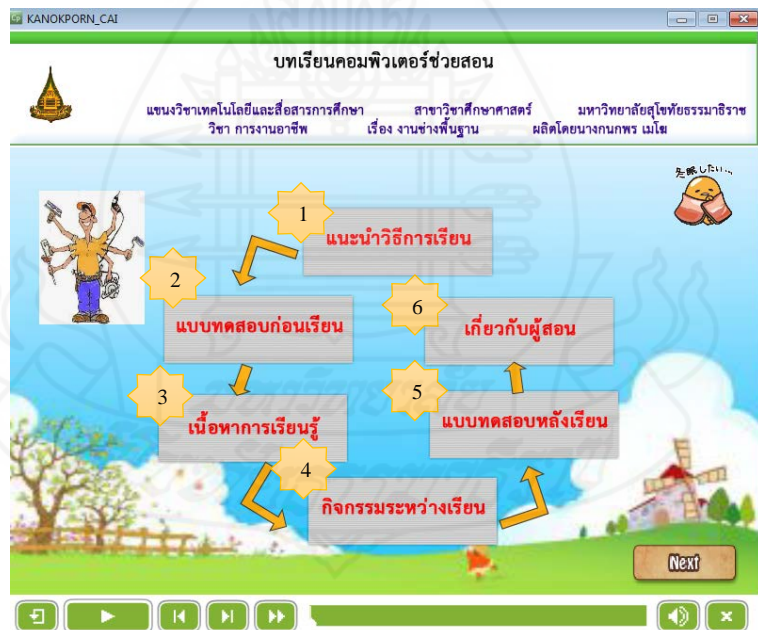 KANOKPORN_CAI
บทเรียนคอมพิวเตอร์ช่วยสอน
แขนงวิชาเทคโนโลยีและสื่อสารการศึกษา สาขาวิชาศึกษาศาสตร์ มหาวิทยาลัยสุโขทัยธรรมาธิราช
วิชา การงานอาชีพ เรื่อง งานช่างพื้นฐาน ผลิตโดยนางกนกพร เมโฆ
1
แนะนำวิธีการเรียน
2
แบบทดสอบก่อนเรียน
3
เนื้อหาการเรียนรู้
4
กิจกรรมระหว่างเรียน
5
แบบทดสอบหลังเรียน
6
เกี่ยวกับผู้สอน
Next